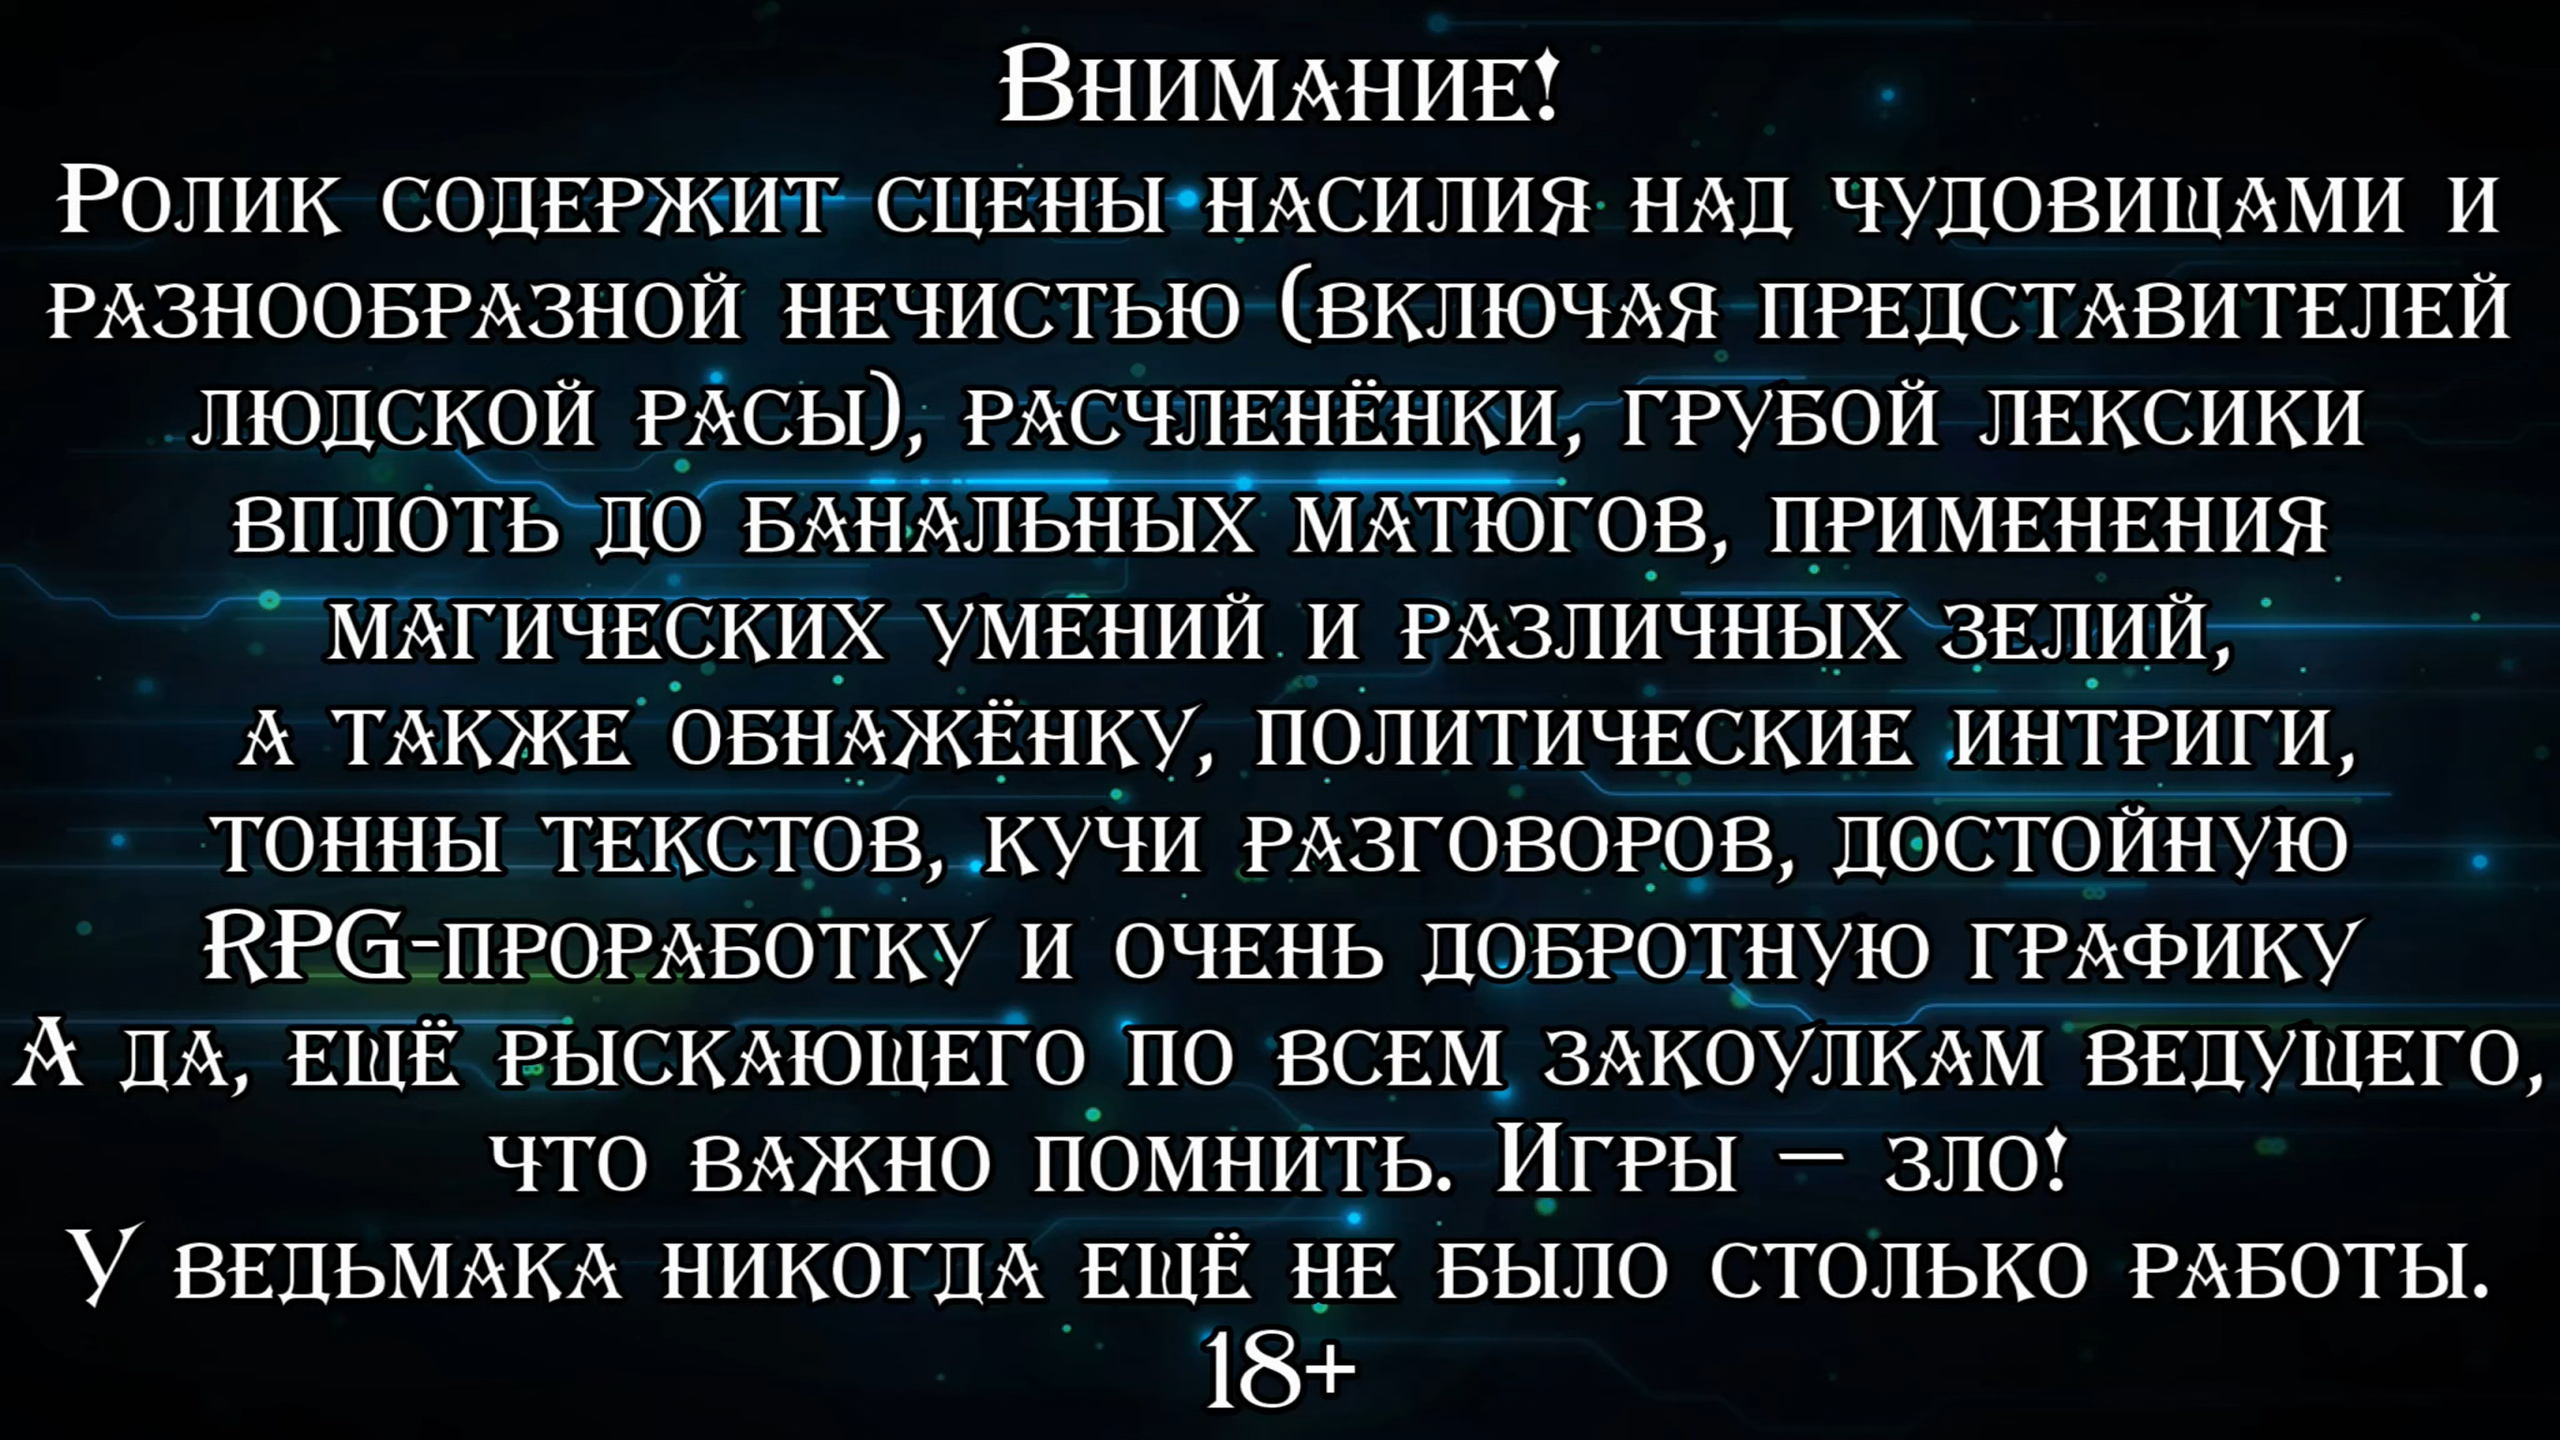 Внимание!
Ролик содержит сцены насилия над чудовищами и
разнообразной нечистью (включая представителей
людской расы), расчленёнки, грубой лексики
вплоть до банальных матюгов, применения
магических умений и различных зелий,
а также обнажёнку, политические интриги,
тонны текстов, кучи разговоров, достойную
RPG-проработку и очень добротную графику
А да, ещё рыскающего по всем закоулкам ведущего,
что важно помнить. Игры — зло!
У ведьмака никогда ещё не было столько работы.
18+